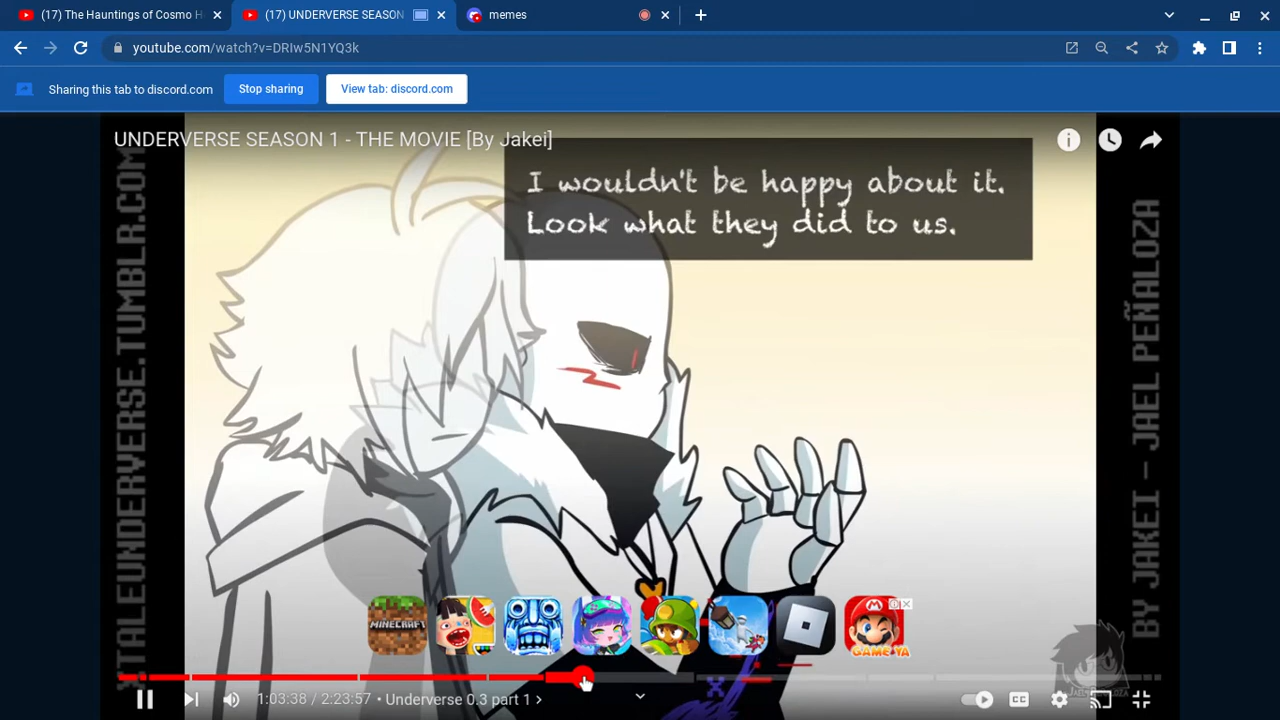 (17) The Hauntings of Cosmo H
(17) UNDERVERSE SEASON
memes
youtube.com/watch?v=DRIw5N1YQ3k
Sharing this tab to discord.com
Stop sharing
View tab: discord.com
UNDERVERSE SEASON 1 - THE MOVIE [By Jakei]
I wouldn't be happy about it.
Look what they did to us.
XTALEUNDERVERSE.TUMBLR.COM
BY JAKEI - JAEL PEÑALOZA
MINECRAFT
GAME YA
1:03:38 / 2:23:57 • Underverse 0.3 part 1 >
CC